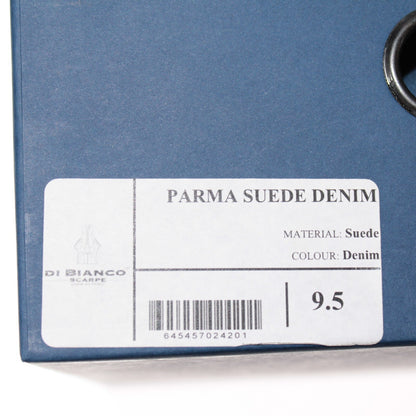 PARMA SUEDE DENIM
MATERIAL: Suede
COLOUR: Denim
DI BIANCO
SCARPE
645457024201
9.5